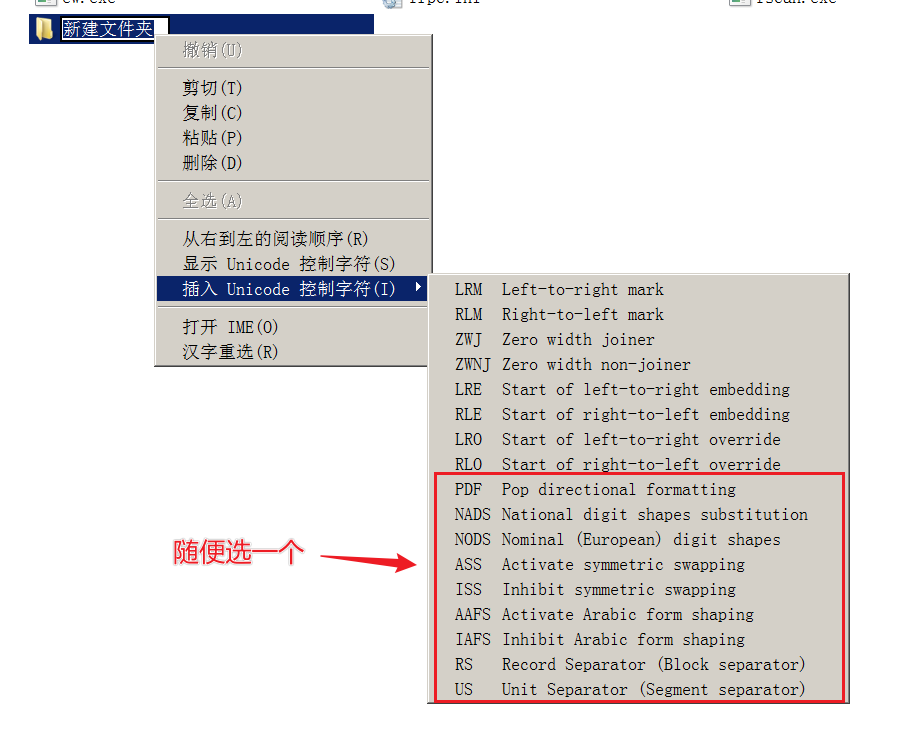 新建文件夹
撤销(U)
剪切(T)
复制(C)
粘贴(P)
删除(D)
全选(A)
从右到左的阅读顺序(R)
显示 Unicode 控制字符(S)
插入 Unicode 控制字符(I)
打开 IME(O)
汉字重选(R)
LRM Left-to-right mark
RLM Right-to-left mark
ZWJ Zero width joiner
ZWNJ Zero width non-joiner
LRE Start of left-to-right embedding
RLE Start of right-to-left embedding
LRO Start of left-to-right override
RLO Start of right-to-left override
PDF Pop directional formatting
NADS National digit shapes substitution
NODS Nominal (European) digit shapes
ASS Activate symmetric swapping
ISS Inhibit symmetric swapping
AAFS Activate Arabic form shaping
IAFS Inhibit Arabic form shaping
RS Record Separator (Block separator)
US Unit Separator (Segment separator)
随便选一个